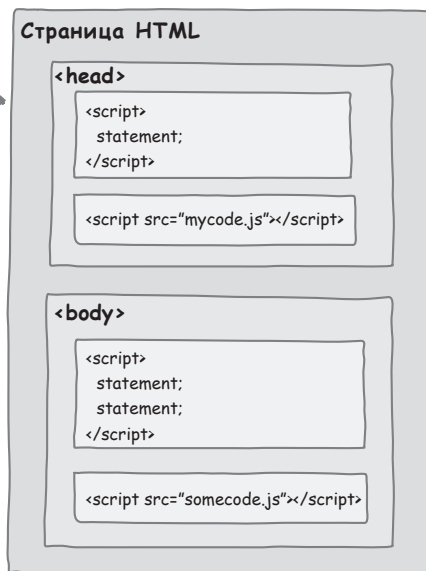 Страница HTML
<head>
<script>
statement;
</script>
<script src="mycode.js"></script>
<body>
<script>
statement;
statement;
</script>
<script src="somecode.js"></script>